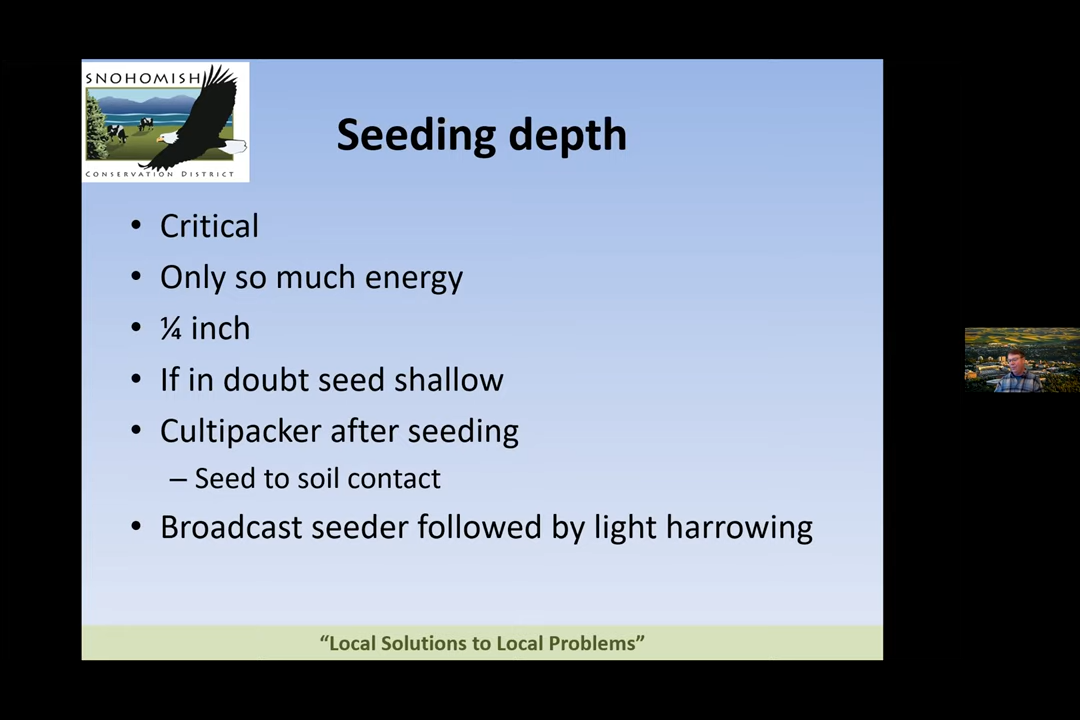 SNOHOMISH
CONSERVATION DISTRICT
Seeding depth
• Critical
• Only so much energy
• ¼ inch
• If in doubt seed shallow
• Cultipacker after seeding
– Seed to soil contact
• Broadcast seeder followed by light harrowing
“Local Solutions to Local Problems”